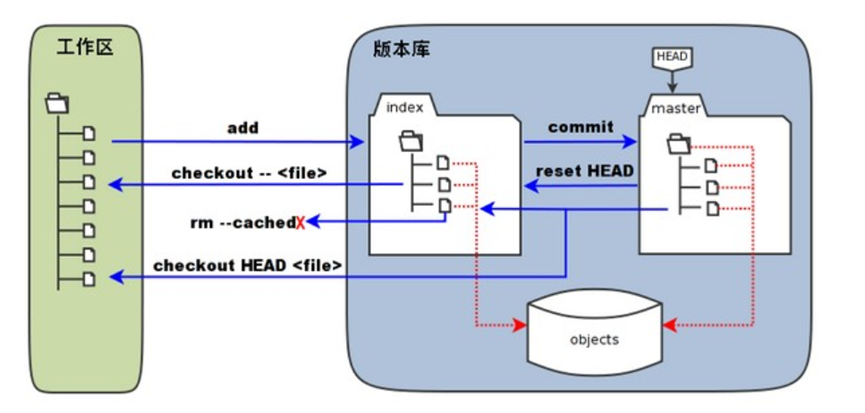 工作区
版本库
HEAD
index
master
add
commit
checkout -- <file>
reset HEAD
rm --cachedX
checkout HEAD <file>
objects